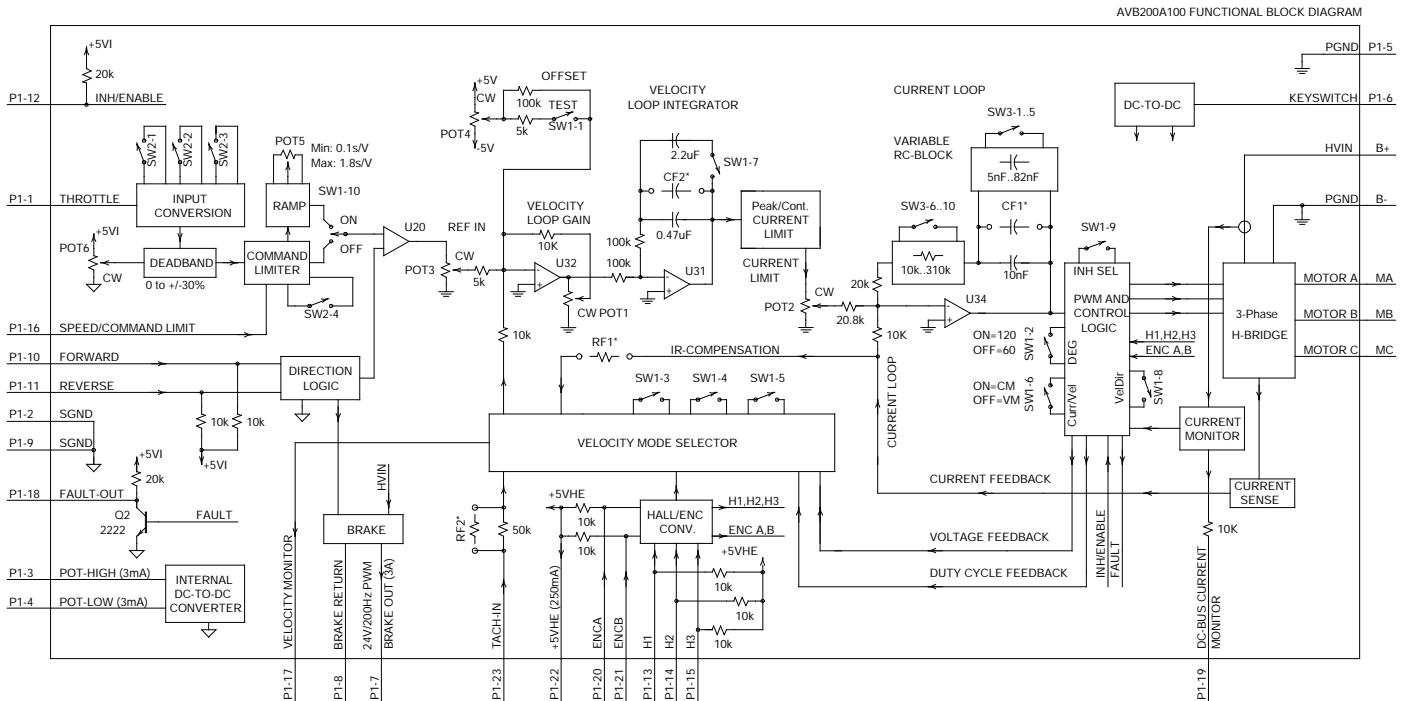 AVB200A100 FUNCTIONAL BLOCK DIAGRAM
+5VI
20k
P1-12 INH/ENABLE
SW2-1
SW2-2
SW2-3
POT5
Min: 0.1s/V
Max: 1.8s/V
P1-1 THROTTLE
INPUT
CONVERSION
RAMP
SW1-10
ON
OFF
+5VI
POT6
CW
DEADBAND
0 to +/-30%
COMMAND
LIMITER
SW2-4
U20
REF IN
CW
POT3
5k
P1-16 SPEED/COMMAND LIMIT
P1-10 FORWARD
P1-11 REVERSE
DIRECTION
LOGIC
10k
10k
+5VI
P1-2 SGND
P1-9 SGND
+5VI
20k
P1-18 FAULT-OUT
Q2
2222
FAULT
P1-3 POT-HIGH (3mA)
P1-4 POT-LOW (3mA)
INTERNAL
DC-TO-DC
CONVERTER
HVIN
BRAKE
VELOCITY MONITOR
P1-17
BRAKE RETURN
P1-8
24V/200Hz PWM
BRAKE OUT (3A)
P1-7
+5V
CW
POT4
-5V
OFFSET
100k
TEST
5k
SW1-1
VELOCITY
LOOP GAIN
10K
U32
CW POT1
VELOCITY
LOOP INTEGRATOR
2.2uF
SW1-7
CF2*
0.47uF
100k
100k
U31
Peak/Cont.
CURRENT
LIMIT
CURRENT
LIMIT
CW
POT2
20.8k
CURRENT LOOP
VARIABLE
RC-BLOCK
SW3-1..5
5nF..82nF
SW3-6..10
CF1*
10k..310k
10nF
20k
U34
10K
10k
RF1*
IR-COMPENSATION
CURRENT LOOP
SW1-3
SW1-4
SW1-5
VELOCITY MODE SELECTOR
RF2*
50k
TACH-IN
P1-23
+5VHE
10k
10k
+5VHE (250mA)
P1-22
ENCA
P1-20
ENCB
P1-21
HALL/ENC
CONV.
H1,H2,H3
ENC A,B
+5VHE
10k
10k
10k
H1
P1-13
H2
P1-14
H3
P1-15
CURRENT FEEDBACK
VOLTAGE FEEDBACK
DUTY CYCLE FEEDBACK
INH/ENABLE
FAULT
DC-TO-DC
SW1-9
INH SEL
PWM AND
CONTROL
LOGIC
ON=120
OFF=60
SW1-2
DEG
ON=CM
OFF=VM
SW1-6
Curr/Vel
VelDir
SW1-8
H1,H2,H3
ENC A,B
3-Phase
H-BRIDGE
CURRENT
MONITOR
CURRENT
SENSE
10K
DC-BUS CURRENT
MONITOR
P1-19
PGND P1-5
KEYSWITCH P1-6
HVIN B+
PGND B-
MOTOR A MA
MOTOR B MB
MOTOR C MC